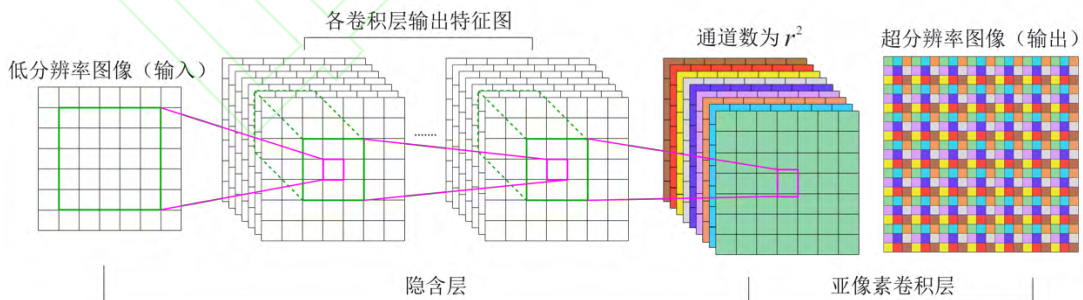 各卷积层输出特征图
通道数为 r²
超分辨率图像（输出）
低分辨率图像（输入）
.......
隐含层
亚像素卷积层